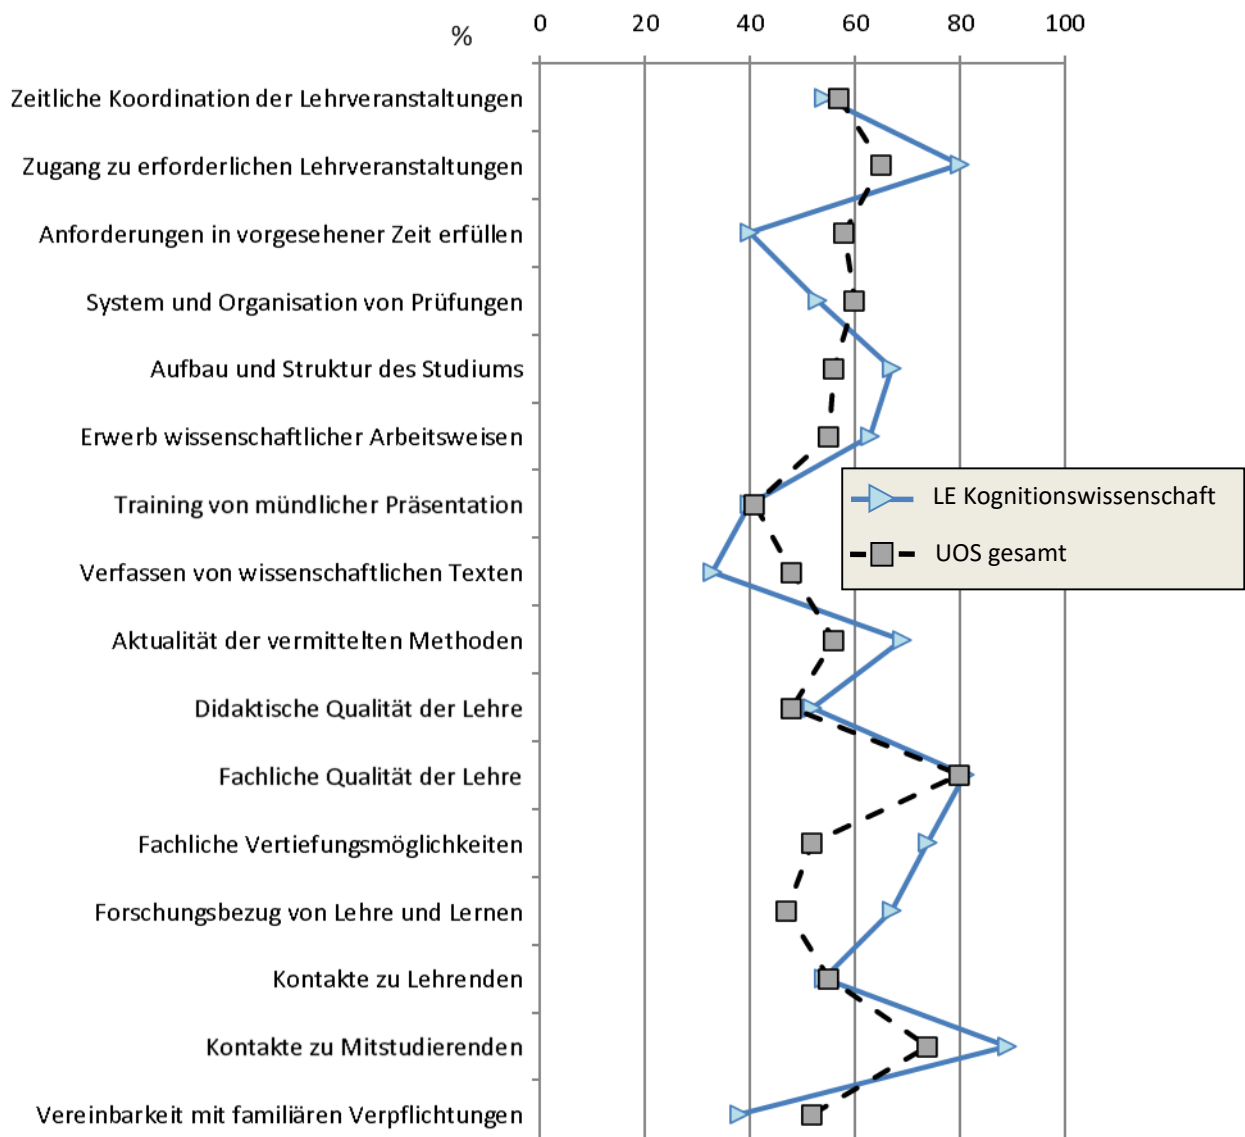 % 0 20 40 60 80 100
Zeitliche Koordination der Lehrveranstaltungen
Zugang zu erforderlichen Lehrveranstaltungen
Anforderungen in vorgesehener Zeit erfüllen
System und Organisation von Prüfungen
Aufbau und Struktur des Studiums
Erwerb wissenschaftlicher Arbeitsweisen
Training von mündlicher Präsentation
Verfassen von wissenschaftlichen Texten
Aktualität der vermittelten Methoden
Didaktische Qualität der Lehre
Fachliche Qualität der Lehre
Fachliche Vertiefungsmöglichkeiten
Forschungsbezug von Lehre und Lernen
Kontakte zu Lehrenden
Kontakte zu Mitstudierenden
Vereinbarkeit mit familiären Verpflichtungen
LE Kognitionswissenschaft
UOS gesamt